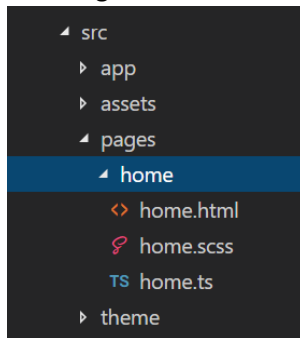 src
app
assets
pages
home
<> home.html
home.scss
TS home.ts
theme